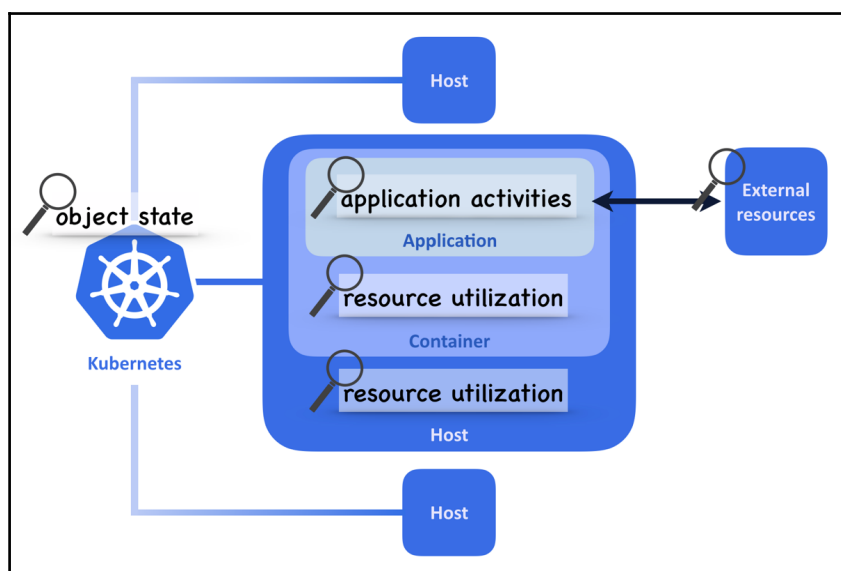 Host
object state
Kubernetes
application activities
Application
resource utilization
Container
resource utilization
Host
External
resources
Host